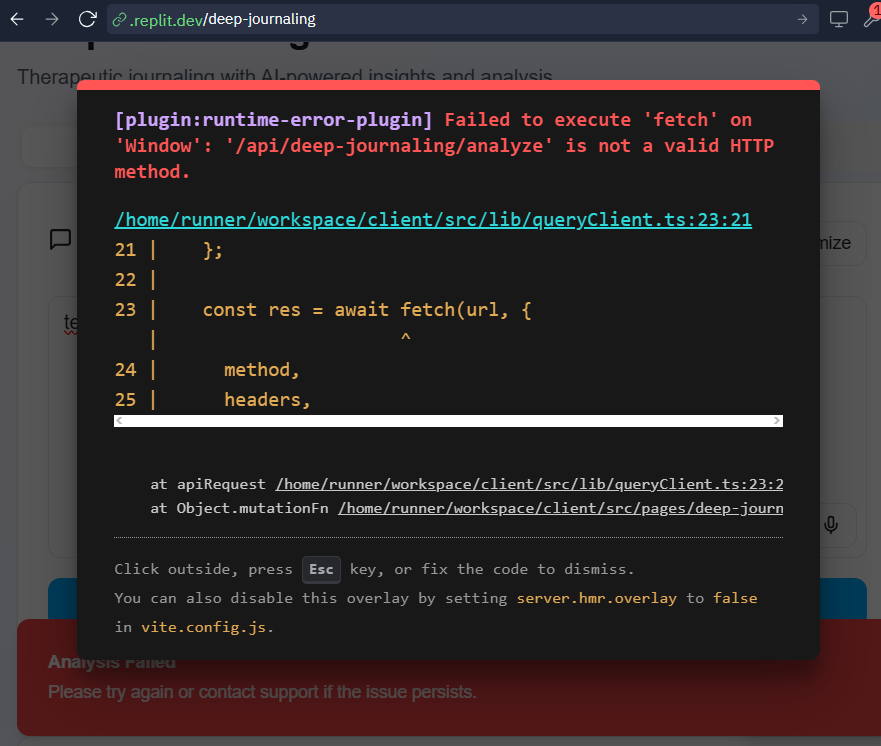 .replit.dev/deep-journaling
1
Therapeutic journaling with AI-powered insights and analysis
[plugin:runtime-error-plugin] Failed to execute 'fetch' on
'Window': '/api/deep-journaling/analyze' is not a valid HTTP
method.
/home/runner/workspace/client/src/lib/queryClient.ts:23:21
21 |    };
22 |
23 |    const res = await fetch(url, {
   |                      ^
24 |      method,
25 |      headers,
at apiRequest /home/runner/workspace/client/src/lib/queryClient.ts:23:2
at Object.mutationFn /home/runner/workspace/client/src/pages/deep-journ
Click outside, press Esc key, or fix the code to dismiss.
You can also disable this overlay by setting server.hmr.overlay to false
in vite.config.js.
Analysis Failed
Please try again or contact support if the issue persists.